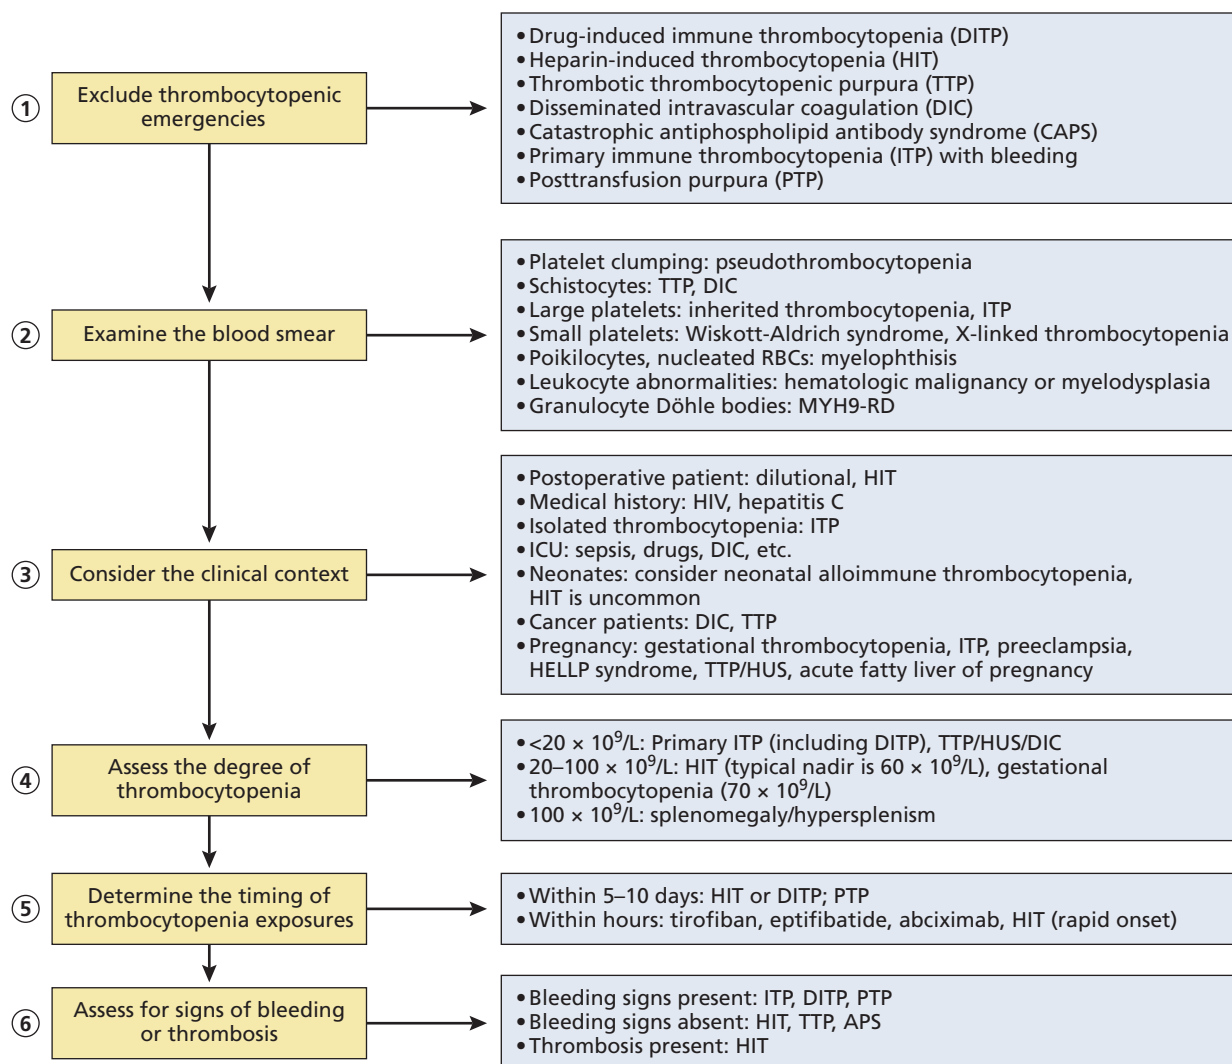 ① Exclude thrombocytopenic
emergencies
• Drug-induced immune thrombocytopenia (DITP)
• Heparin-induced thrombocytopenia (HIT)
• Thrombotic thrombocytopenic purpura (TTP)
• Disseminated intravascular coagulation (DIC)
• Catastrophic antiphospholipid antibody syndrome (CAPS)
• Primary immune thrombocytopenia (ITP) with bleeding
• Posttransfusion purpura (PTP)
② Examine the blood smear
• Platelet clumping: pseudothrombocytopenia
• Schistocytes: TTP, DIC
• Large platelets: inherited thrombocytopenia, ITP
• Small platelets: Wiskott-Aldrich syndrome, X-linked thrombocytopenia
• Poikilocytes, nucleated RBCs: myelophthisis
• Leukocyte abnormalities: hematologic malignancy or myelodysplasia
• Granulocyte Döhle bodies: MYH9-RD
③ Consider the clinical context
• Postoperative patient: dilutional, HIT
• Medical history: HIV, hepatitis C
• Isolated thrombocytopenia: ITP
• ICU: sepsis, drugs, DIC, etc.
• Neonates: consider neonatal alloimmune thrombocytopenia,
HIT is uncommon
• Cancer patients: DIC, TTP
• Pregnancy: gestational thrombocytopenia, ITP, preeclampsia,
HELLP syndrome, TTP/HUS, acute fatty liver of pregnancy
④ Assess the degree of
thrombocytopenia
• <20 × 10⁹/L: Primary ITP (including DITP), TTP/HUS/DIC
• 20–100 × 10⁹/L: HIT (typical nadir is 60 × 10⁹/L), gestational
thrombocytopenia (70 × 10⁹/L)
• 100 × 10⁹/L: splenomegaly/hypersplenism
⑤ Determine the timing of
thrombocytopenia exposures
• Within 5–10 days: HIT or DITP; PTP
• Within hours: tirofiban, eptifibatide, abciximab, HIT (rapid onset)
⑥ Assess for signs of bleeding
or thrombosis
• Bleeding signs present: ITP, DITP, PTP
• Bleeding signs absent: HIT, TTP, APS
• Thrombosis present: HIT